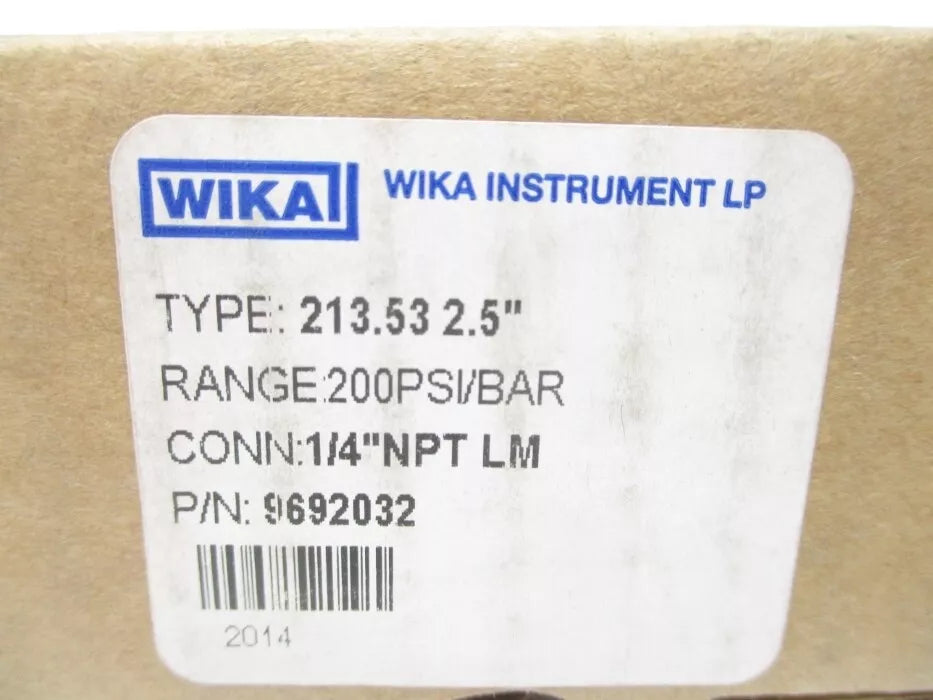 WIKA WIKA INSTRUMENT LP
TYPE: 213.53 2.5"
RANGE:200PSI/BAR
CONN:1/4"NPT LM
P/N: 9692032
2014